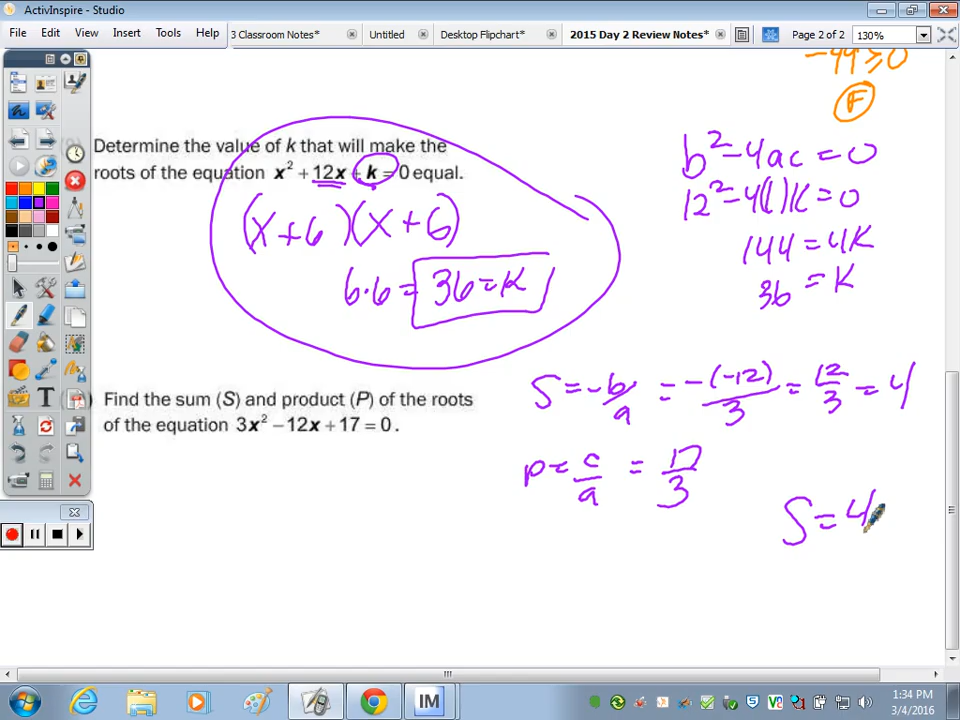 ActivInspire - Studio
File Edit View Insert Tools Help
3 Classroom Notes* Untitled Desktop Flipchart* 2015 Day 2 Review Notes* Page 2 of 2 130%
-44 ≥ 0
F
Determine the value of k that will make the
roots of the equation x² + 12x + k = 0 equal.
(x+6)(x+6)
6·6 = 36 = K
b² - 4ac = 0
12² - 4(1)K = 0
144 = 4K
36 = K
Find the sum (S) and product (P) of the roots
of the equation 3x² - 12x + 17 = 0.
S = -b/a = -(-12)/3 = 12/3 = 4
P = c/a = 17/3
S = 4
IM
1:34 PM
3/4/2016